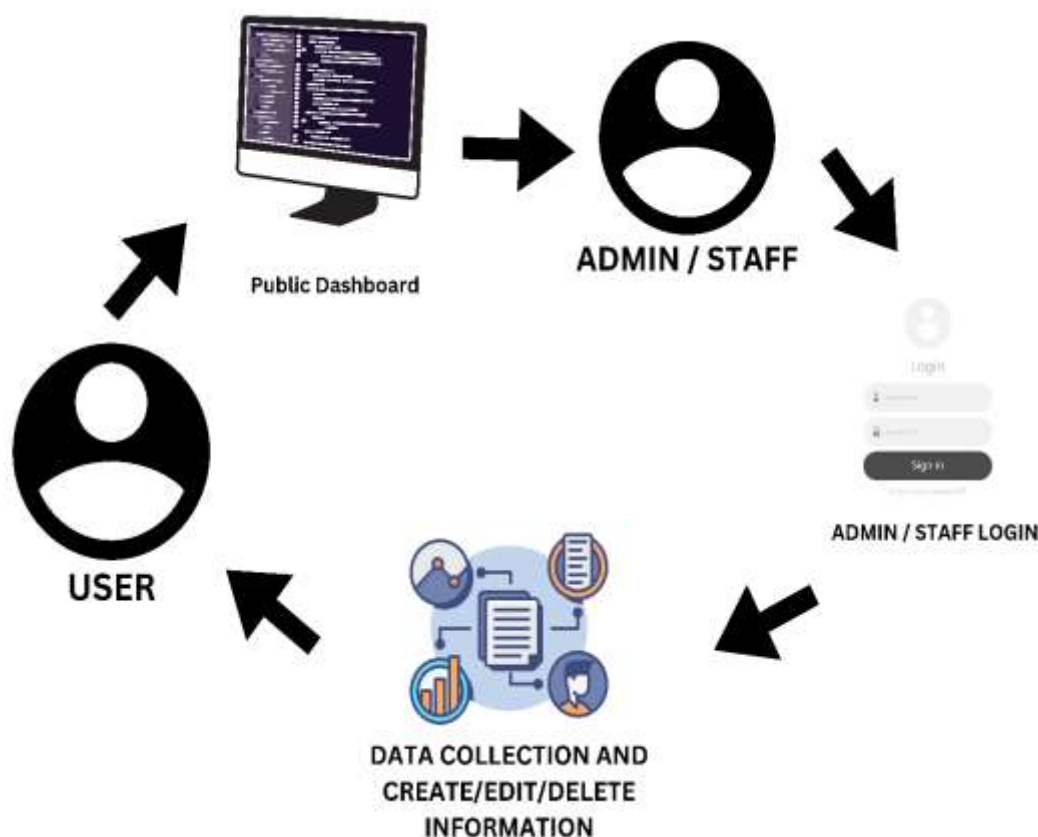 Public Dashboard
ADMIN / STAFF
Login
Sign in
ADMIN / STAFF LOGIN
USER
DATA COLLECTION AND
CREATE/EDIT/DELETE
INFORMATION